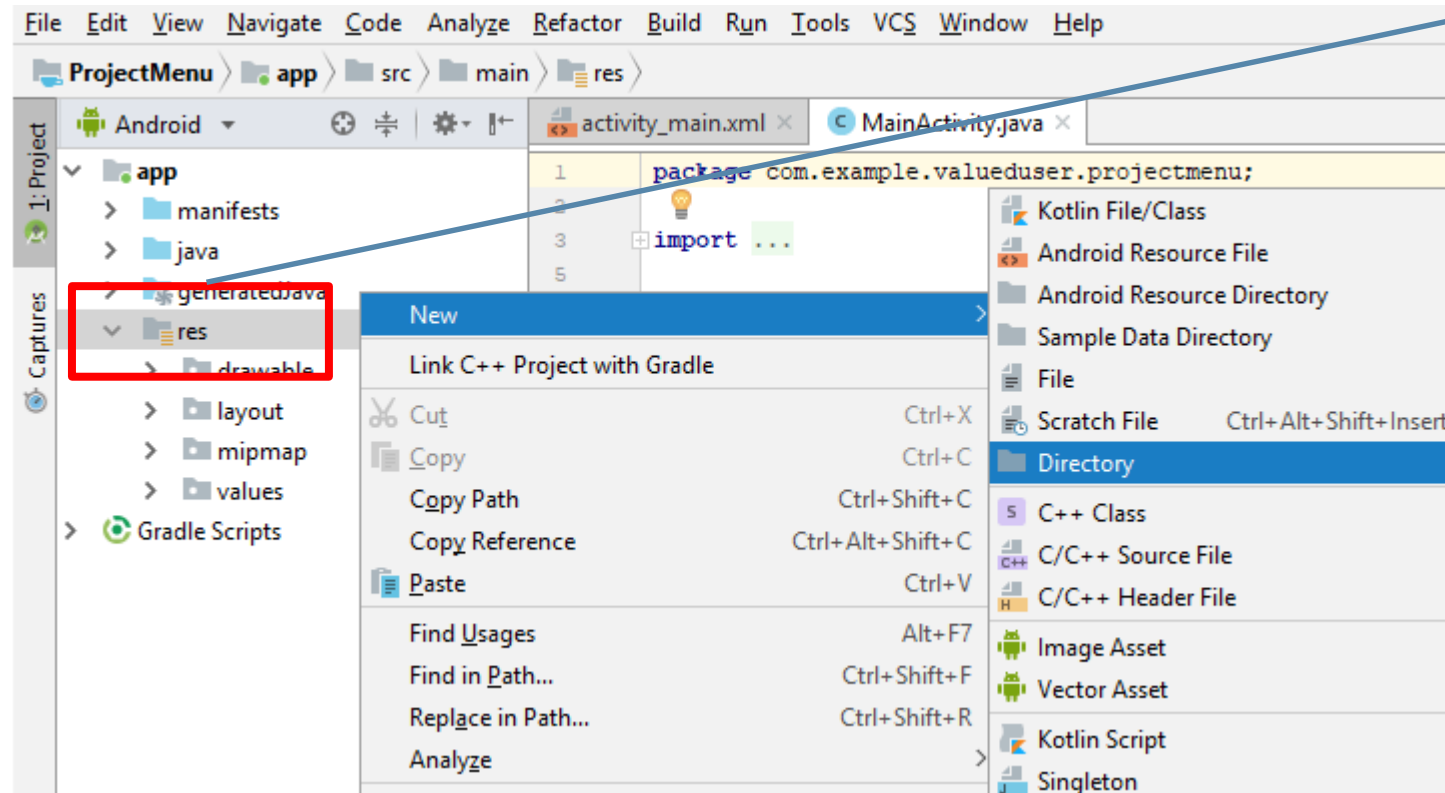 File Edit View Navigate Code Analyze Refactor Build Run Tools VCS Window Help
ProjectMenu app src main res
1: Project
Captures
Android
app
manifests
java
generatedJava
res
drawable
layout
mipmap
values
Gradle Scripts
activity_main.xml
MainActivity.java
1 package com.example.valueduser.projectmenu;
2
3 import ...
5
New
Link C++ Project with Gradle
Cut Ctrl+X
Copy Ctrl+C
Copy Path Ctrl+Shift+C
Copy Reference Ctrl+Alt+Shift+C
Paste Ctrl+V
Find Usages Alt+F7
Find in Path... Ctrl+Shift+F
Replace in Path... Ctrl+Shift+R
Analyze
Kotlin File/Class
Android Resource File
Android Resource Directory
Sample Data Directory
File
Scratch File Ctrl+Alt+Shift+Insert
Directory
S C++ Class
C++ C/C++ Source File
H C/C++ Header File
Image Asset
Vector Asset
Kotlin Script
Singleton